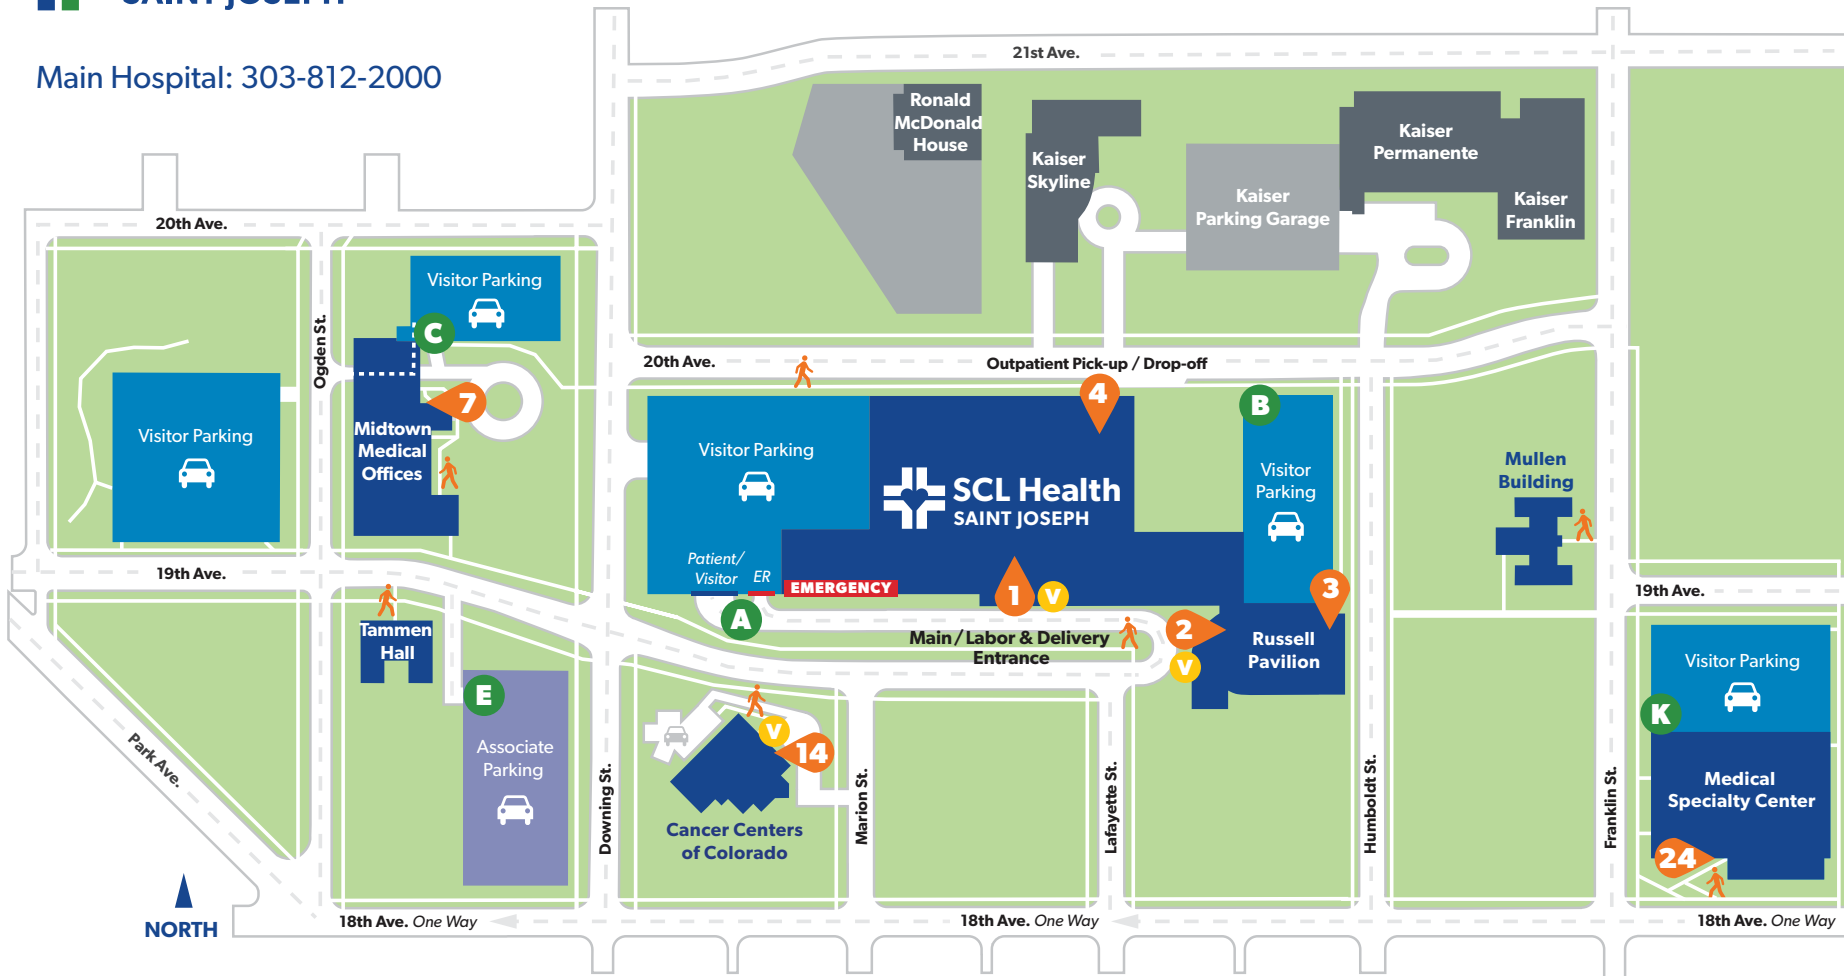 SAINT JOSEPH
Main Hospital: 303-812-2000
21st Ave.
Ronald
McDonald
House
Kaiser
Skyline
Kaiser
Parking Garage
Kaiser
Permanente
Kaiser
Franklin
20th Ave.
Visitor Parking
C
Ogden St.
20th Ave.
Outpatient Pick-up / Drop-off
7
4
B
Visitor Parking
Midtown
Medical
Offices
Visitor Parking
SCL Health
SAINT JOSEPH
Visitor
Parking
Mullen
Building
19th Ave.
Patient/
Visitor
ER
EMERGENCY
A
1
V
3
19th Ave.
Main / Labor & Delivery
Entrance
2
V
Russell
Pavilion
Tammen
Hall
E
Associate
Parking
Park Ave.
Downing St.
V
14
Cancer Centers
of Colorado
Marion St.
Lafayette St.
Humboldt St.
Franklin St.
Visitor Parking
K
Medical
Specialty Center
24
NORTH
18th Ave. One Way
18th Ave. One Way
18th Ave. One Way